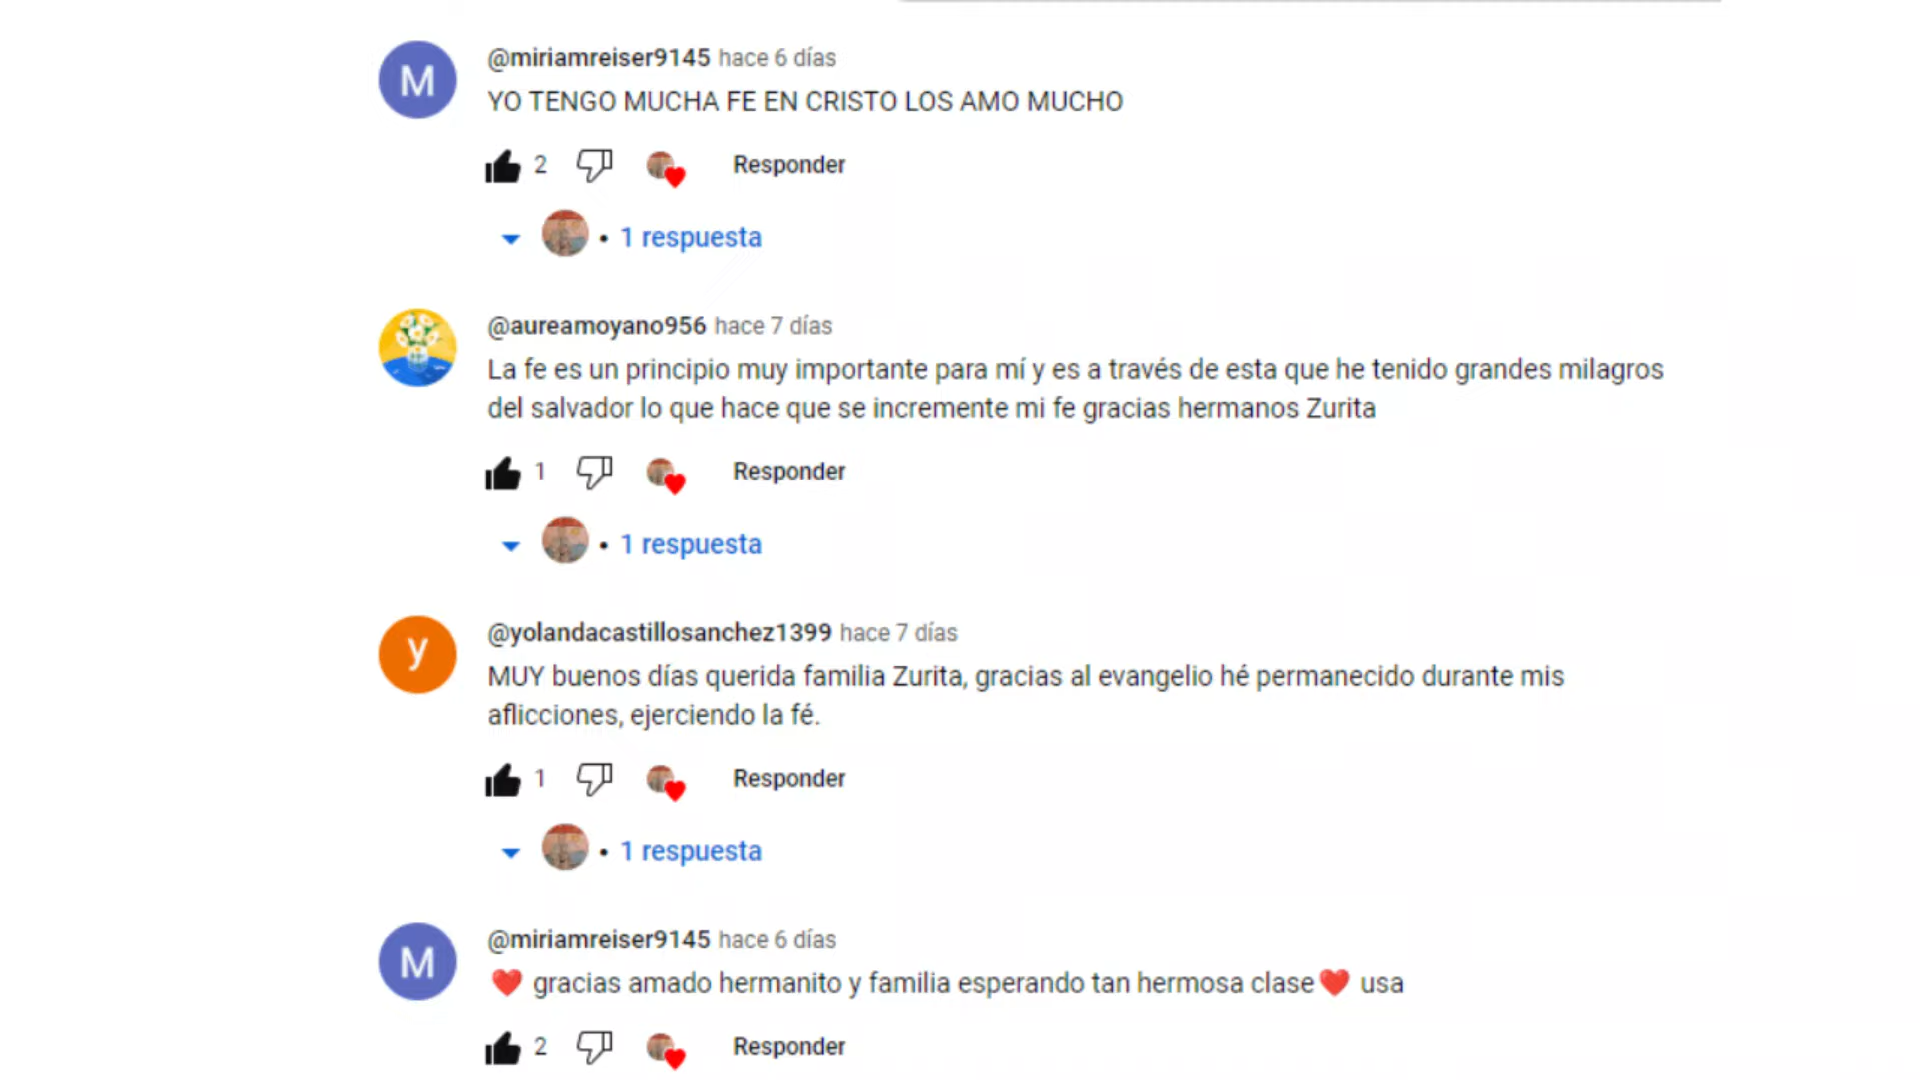 M
@miriamreiser9145 hace 6 días
YO TENGO MUCHA FE EN CRISTO LOS AMO MUCHO
2 Responder
• 1 respuesta
@aureamoyano956 hace 7 días
La fe es un principio muy importante para mí y es a través de esta que he tenido grandes milagros
del salvador lo que hace que se incremente mi fe gracias hermanos Zurita
1 Responder
• 1 respuesta
y
@yolandacastillosanchez1399 hace 7 días
MUY buenos días querida familia Zurita, gracias al evangelio hé permanecido durante mis
aflicciones, ejerciendo la fé.
1 Responder
• 1 respuesta
M
@miriamreiser9145 hace 6 días
❤️ gracias amado hermanito y familia esperando tan hermosa clase❤️ usa
2 Responder